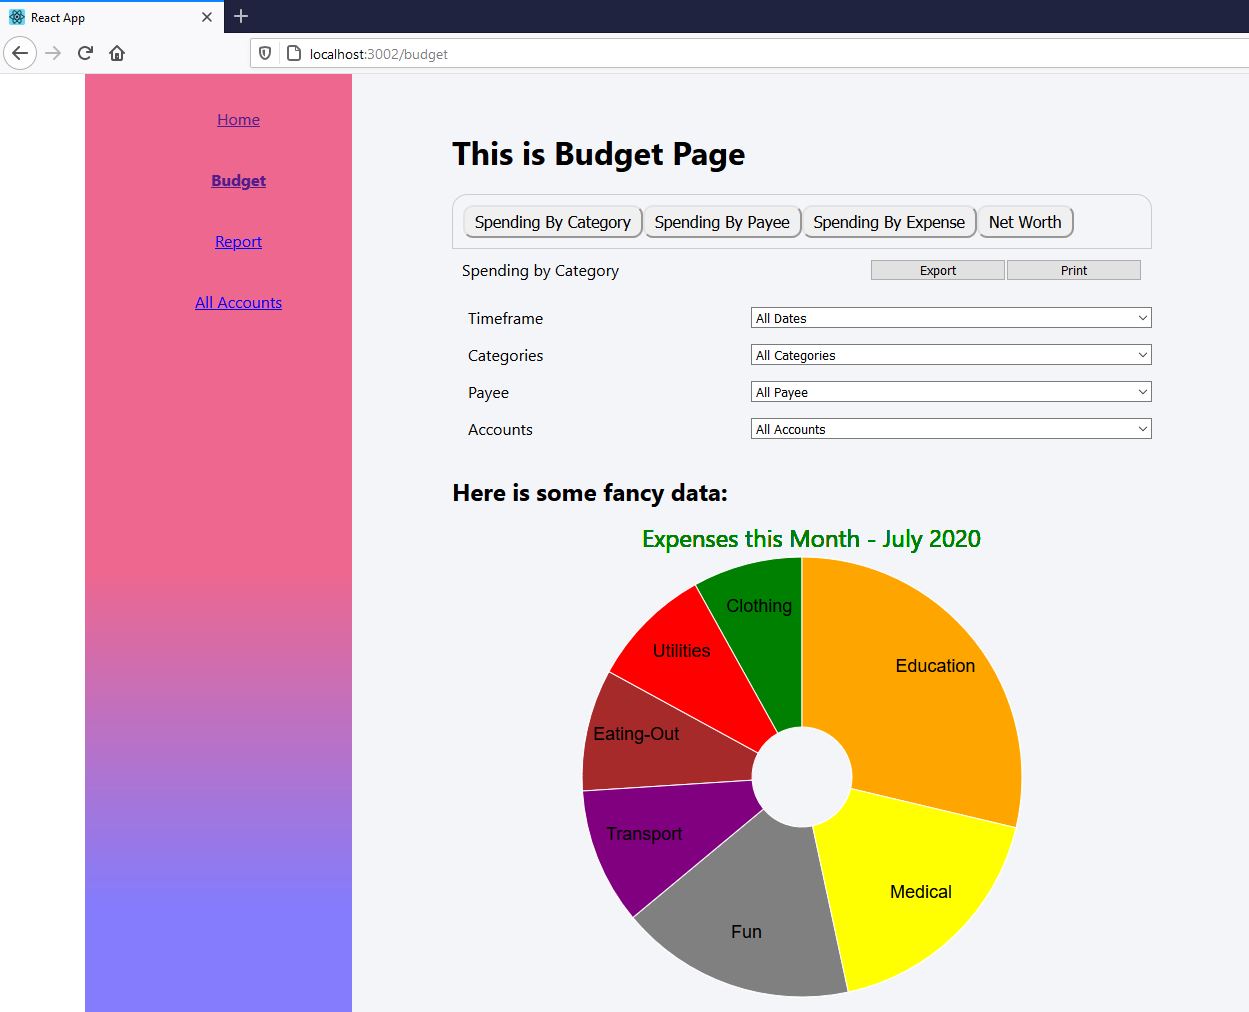 React App
localhost:3002/budget
Home
Budget
Report
All Accounts
This is Budget Page
Spending By Category Spending By Payee Spending By Expense Net Worth
Spending by Category Export Print
Timeframe All Dates
Categories All Categories
Payee All Payee
Accounts All Accounts
Here is some fancy data:
Expenses this Month - July 2020
Clothing
Utilities
Education
Eating-Out
Transport
Medical
Fun